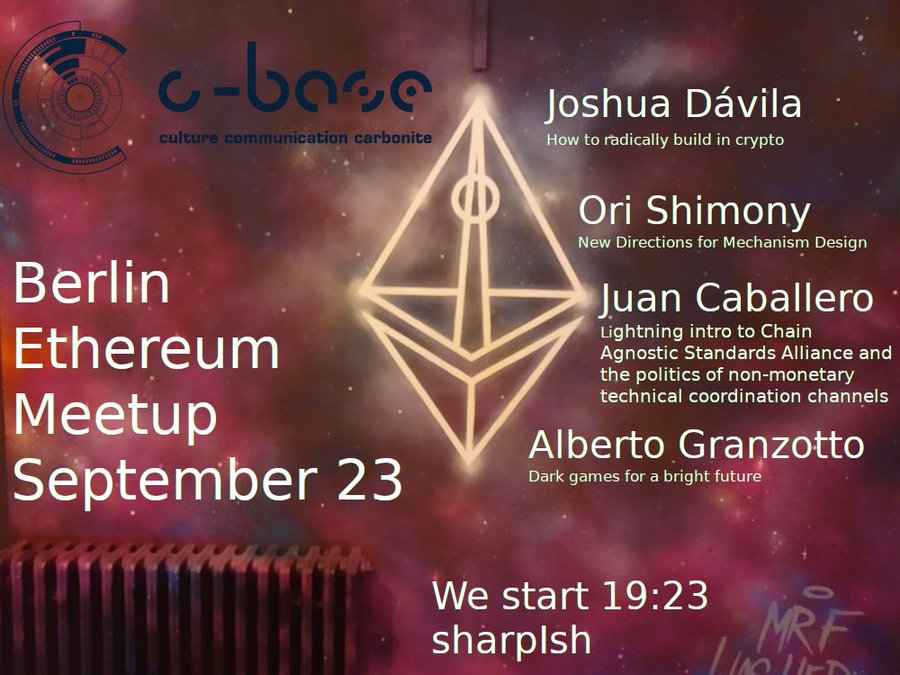 c-base
culture communication carbonite
Berlin
Ethereum
Meetup
September 23
Joshua Dávila
How to radically build in crypto
Ori Shimony
New Directions for Mechanism Design
Juan Caballero
Lightning intro to Chain
Agnostic Standards Alliance and
the politics of non-monetary
technical coordination channels
Alberto Granzotto
Dark games for a bright future
We start 19:23
sharpIsh
MRF